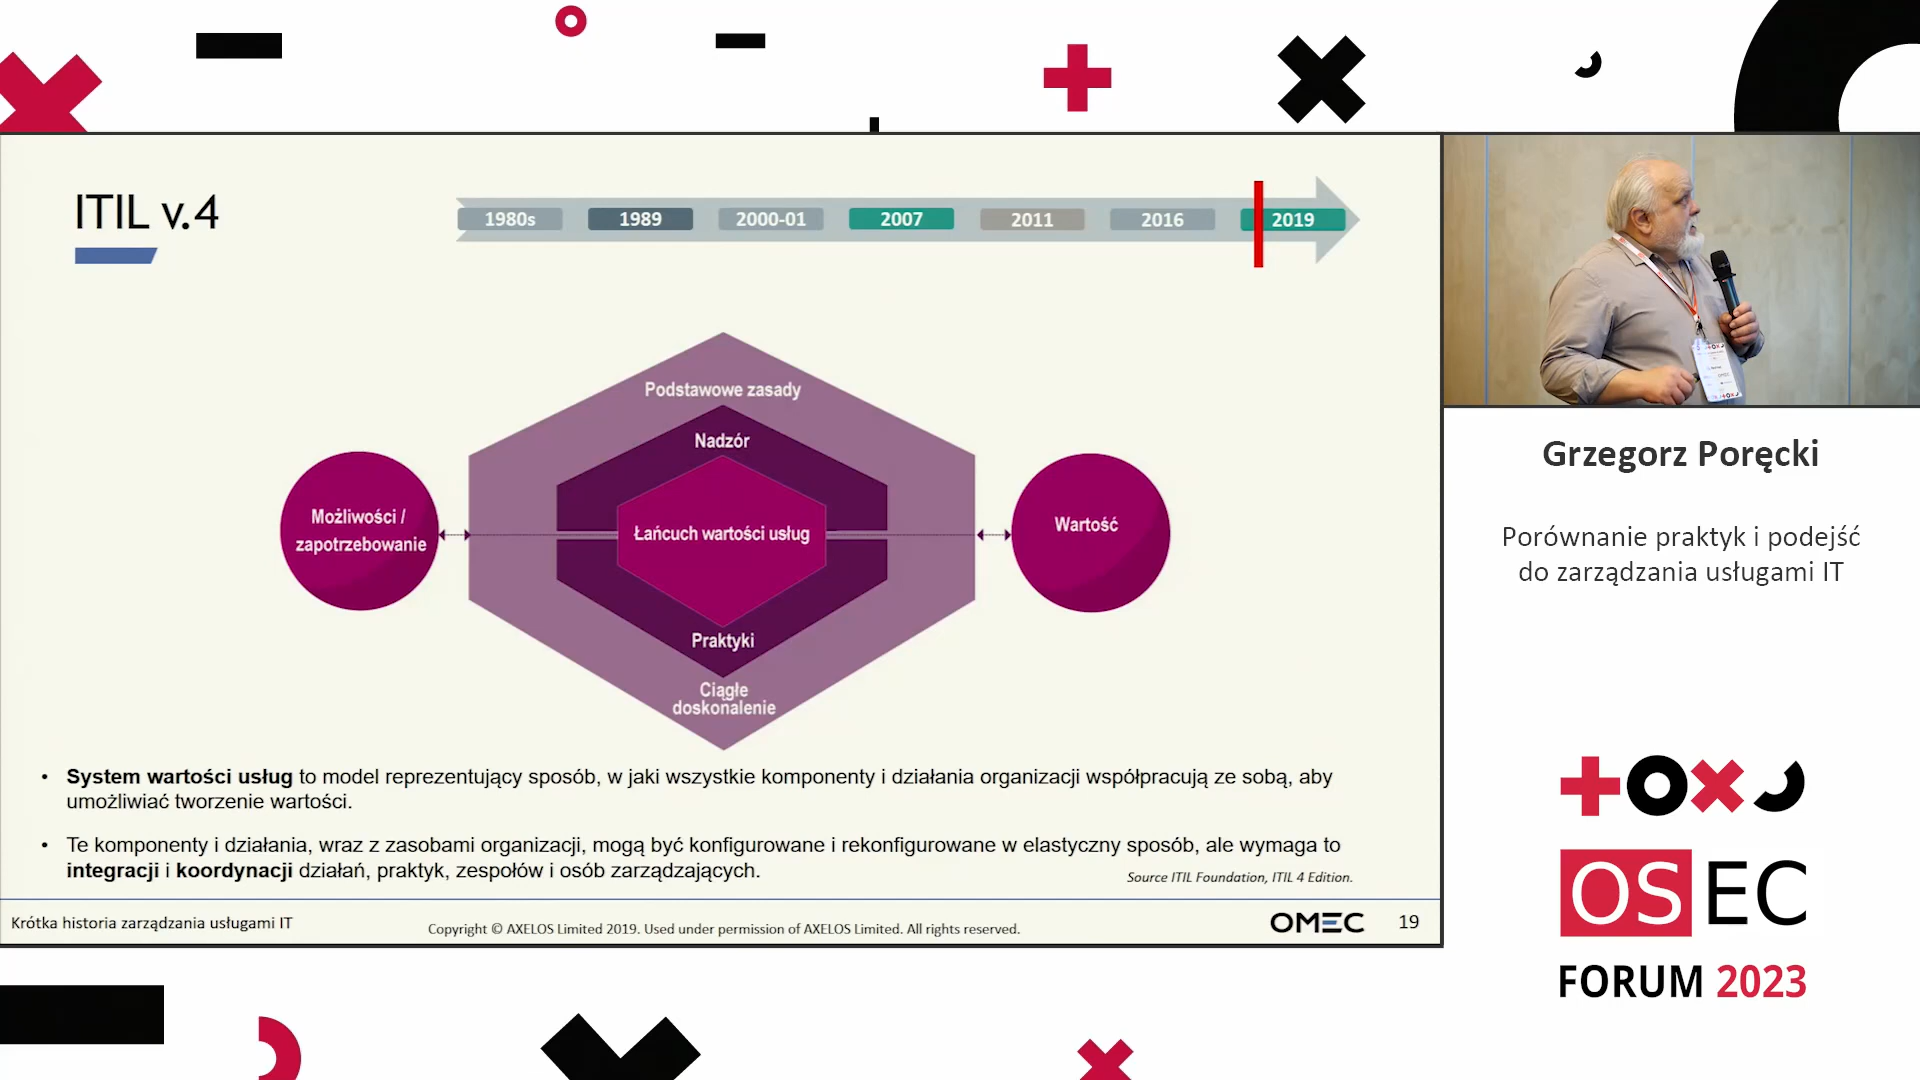 ITIL v.4
1980s
1989
2000-01
2007
2011
2016
2019
Podstawowe zasady
Nadzór
Możliwości /
zapotrzebowanie
Łańcuch wartości usług
Wartość
Praktyki
Ciągłe
doskonalenie
• System wartości usług to model reprezentujący sposób, w jaki wszystkie komponenty i działania organizacji współpracują ze sobą, aby
umożliwiać tworzenie wartości.
• Te komponenty i działania, wraz z zasobami organizacji, mogą być konfigurowane i rekonfigurowane w elastyczny sposób, ale wymaga to
integracji i koordynacji działań, praktyk, zespołów i osób zarządzających.
Source ITIL Foundation, ITIL 4 Edition.
Krótka historia zarządzania usługami IT
Copyright © AXELOS Limited 2019. Used under permission of AXELOS Limited. All rights reserved.
OMEC
19
Grzegorz Poręcki
Porównanie praktyk i podejść
do zarządzania usługami IT
OSEC
FORUM 2023